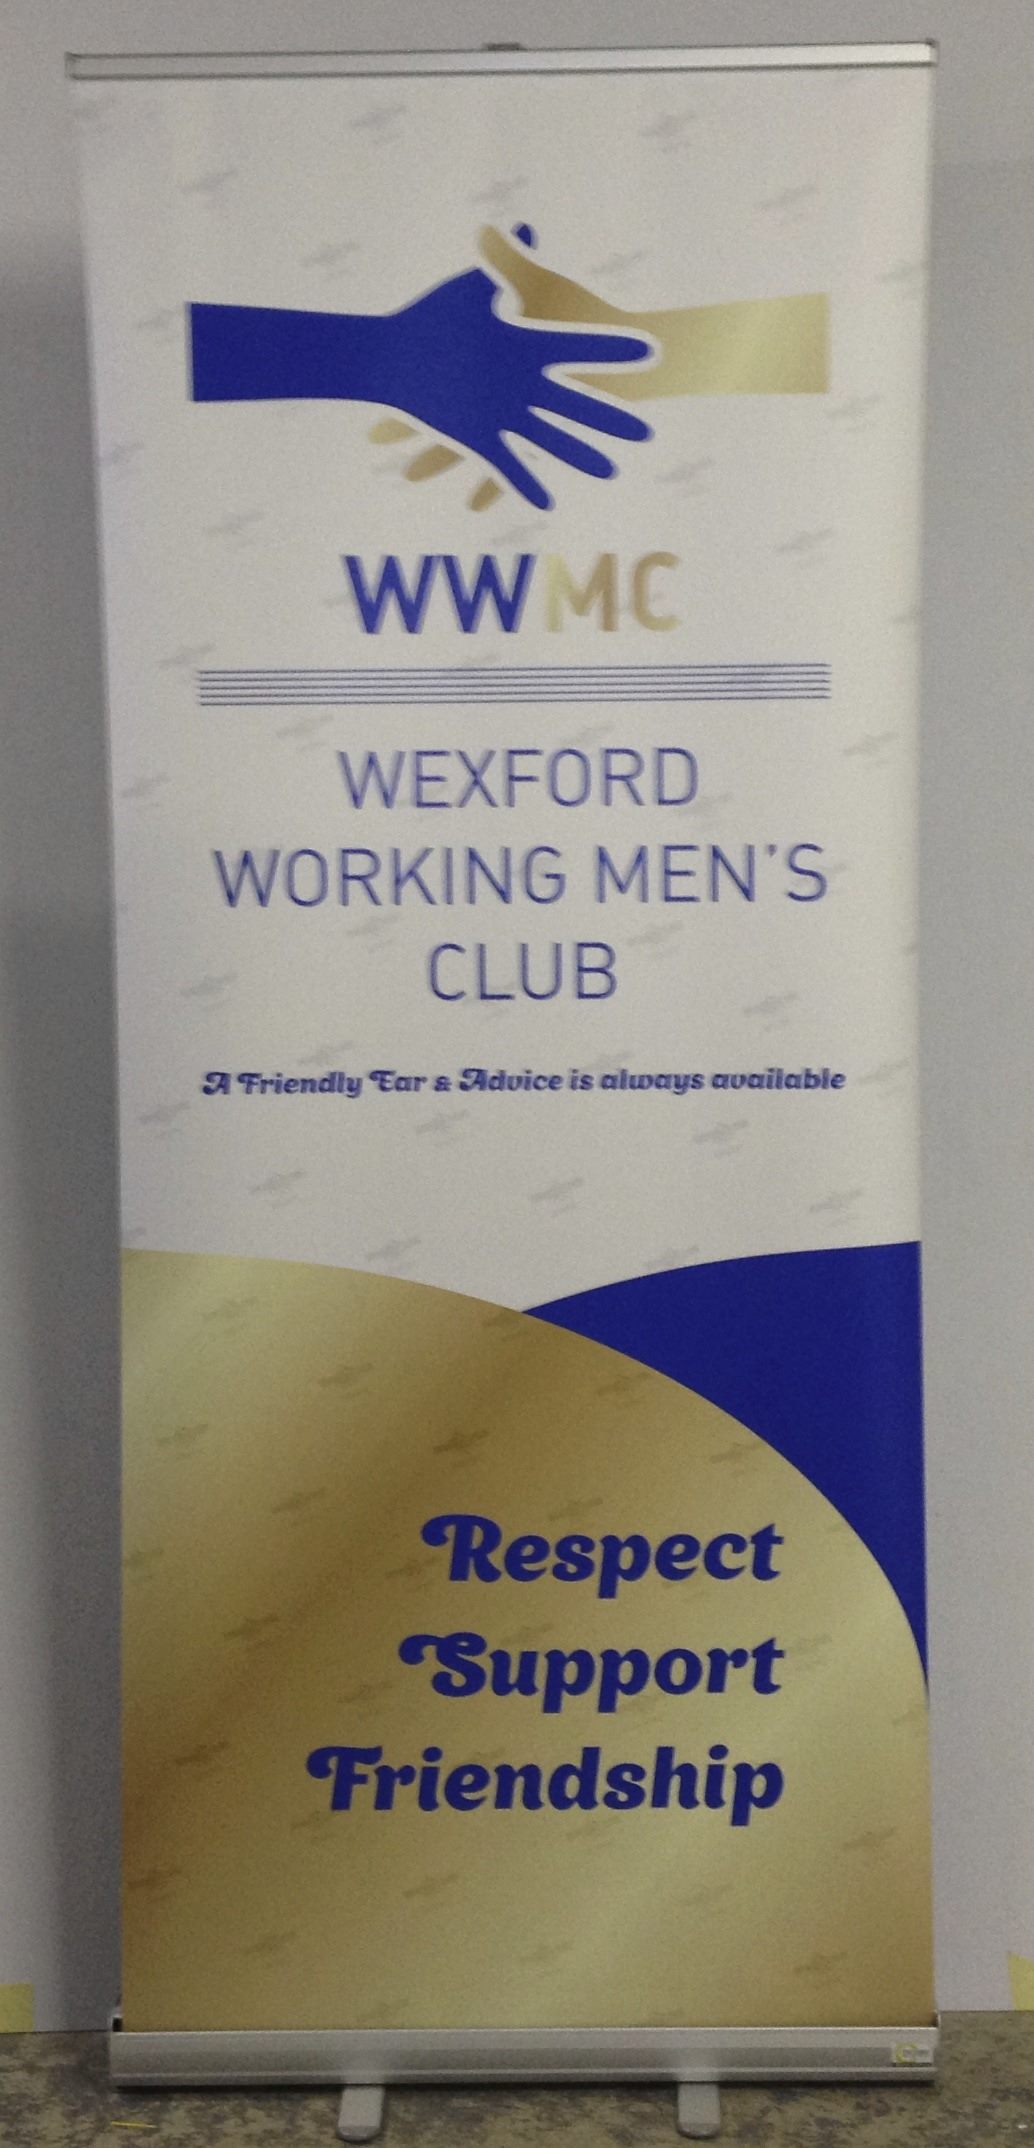 WWMC
WEXFORD
WORKING MEN'S
CLUB
A Friendly Ear & Advice is always available
Respect
Support
Friendship